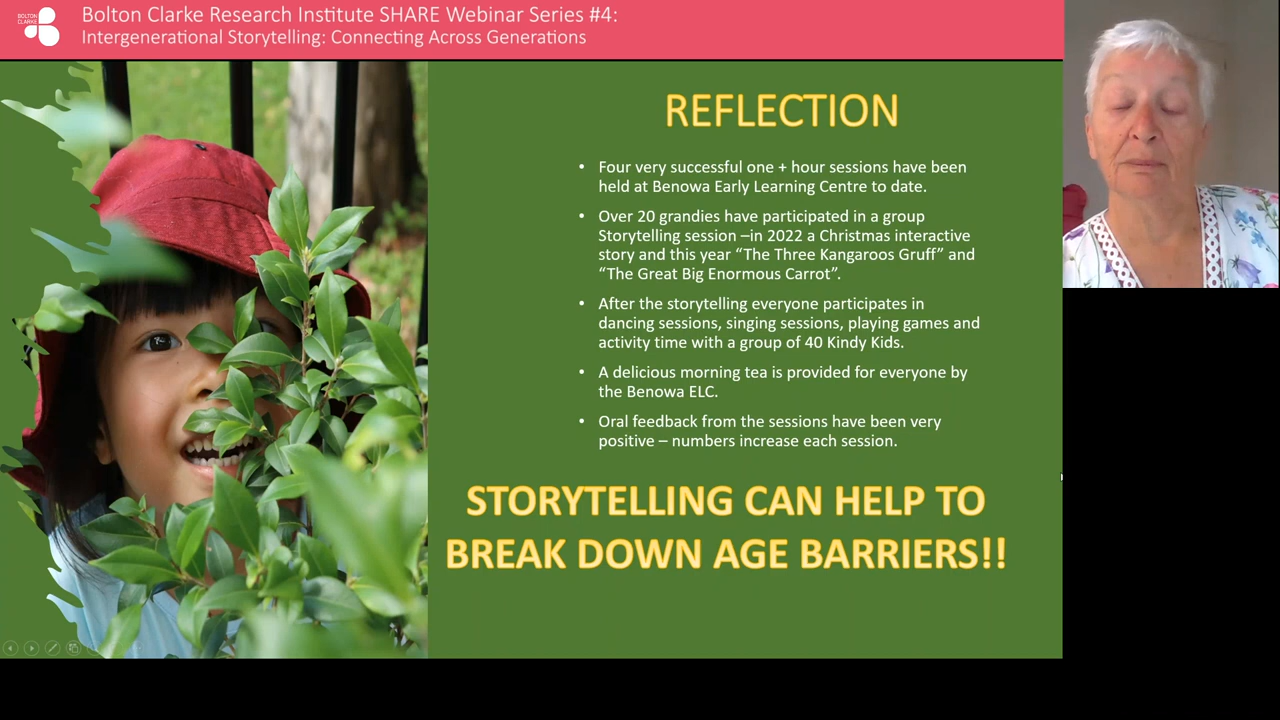 BOLTON
CLARKE
Bolton Clarke Research Institute SHARE Webinar Series #4:
Intergenerational Storytelling: Connecting Across Generations
REFLECTION
• Four very successful one + hour sessions have been
held at Benowa Early Learning Centre to date.
• Over 20 grandies have participated in a group
Storytelling session –in 2022 a Christmas interactive
story and this year “The Three Kangaroos Gruff” and
“The Great Big Enormous Carrot”.
• After the storytelling everyone participates in
dancing sessions, singing sessions, playing games and
activity time with a group of 40 Kindy Kids.
• A delicious morning tea is provided for everyone by
the Benowa ELC.
• Oral feedback from the sessions have been very
positive – numbers increase each session.
STORYTELLING CAN HELP TO
BREAK DOWN AGE BARRIERS!!